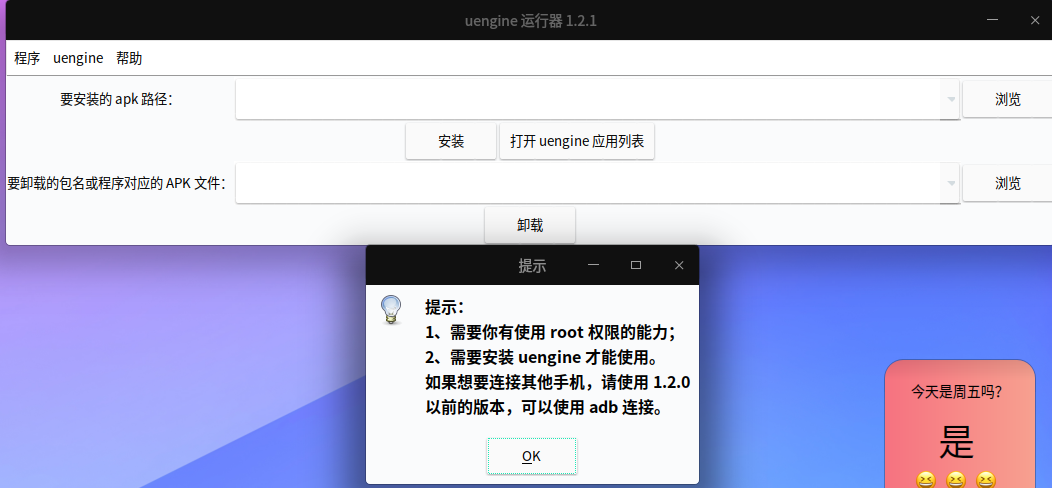 uengine 运行器 1.2.1
程序 uengine 帮助
要安装的 apk 路径：
浏览
安装 打开 uengine 应用列表
要卸载的包名或程序对应的 APK 文件：
浏览
卸载
提示
提示：
1、需要你有使用 root 权限的能力；
2、需要安装 uengine 才能使用。
如果想要连接其他手机，请使用 1.2.0
以前的版本，可以使用 adb 连接。
OK
今天是周五吗？
是
😆 😆 😆